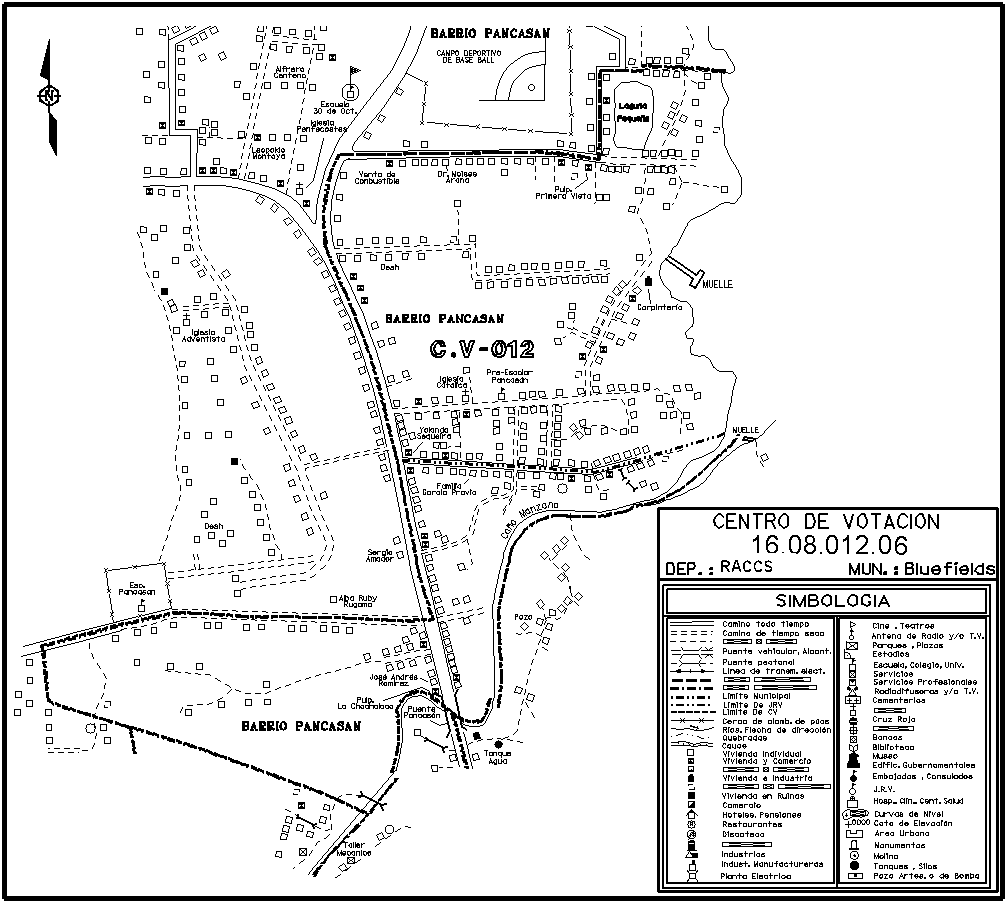 BARRIO PANCASAN
CAMPO DEPORTIVO
DE BASE BALL
Alfrero
Centeno
Escuela
30 de Oct.
Iglesia
Pentecostes
Leopoldo
Montoya
Laguna
Pequeña
N
Venta de
Combustible
Dr. Moises
Arana
Pulp.
Primera Vista
Desh
MUELLE
Carpinteria
Iglesia
Adventista
BARRIO PANCASAN
C.V-012
Iglesia
Catolica
Pre-Escolar
Pancasan
Yolanda
Sequeira
MUELLE
Familia
Garcia Pravia
Caño Manzano
Desh
Sergio
Amador
Esc.
Pancasan
Alba Ruby
Rugama
Pozo
José Andrés
Ramirez
Pulp.
Puente
Pancasán
BARRIO PANCASAN
Tanque
Agua
Taller
Mecanico
CENTRO DE VOTACION
16.08.012.06
DEP.: RACCS
MUN.: Bluefields
SIMBOLOGIA
Camino todo tiempo
Camino de tiempo seco
Puente vehicular, Alcant.
Puente peatonal
Linea de transm. elect.
Limite Municipal
Limite De JRV
Limite De CV
Cerca de alamb. de púas
Rios, Flecha de dirección
Quebradas
Cauce
Vivienda Individual
Vivienda y Comercio
Vivienda e Industria
Vivienda en Ruinas
Comercio
Hoteles, Pensiones
Restaurantes
Discoteca
Industrias
Indust. Manufactureras
Planta Electrica
Cine, Teatros
Antena de Radio y/o T.V.
Parques, Plazas
Estadios
Escuela, Colegio, Univ.
Servicios
Servicios Profesionales
Radiodifusoras y/o T.V.
Cementerios
Cruz Roja
Bancos
Biblioteca
Museo
Edific. Gubernamentales
Embajadas, Consulados
J.R.V.
Hosp. Clin. Cent. Salud
Curvas de Nivel
Cota de Elevación
Area Urbana
Monumentos
Molino
Tanques, Silos
Pozo Artes. o de Bomba